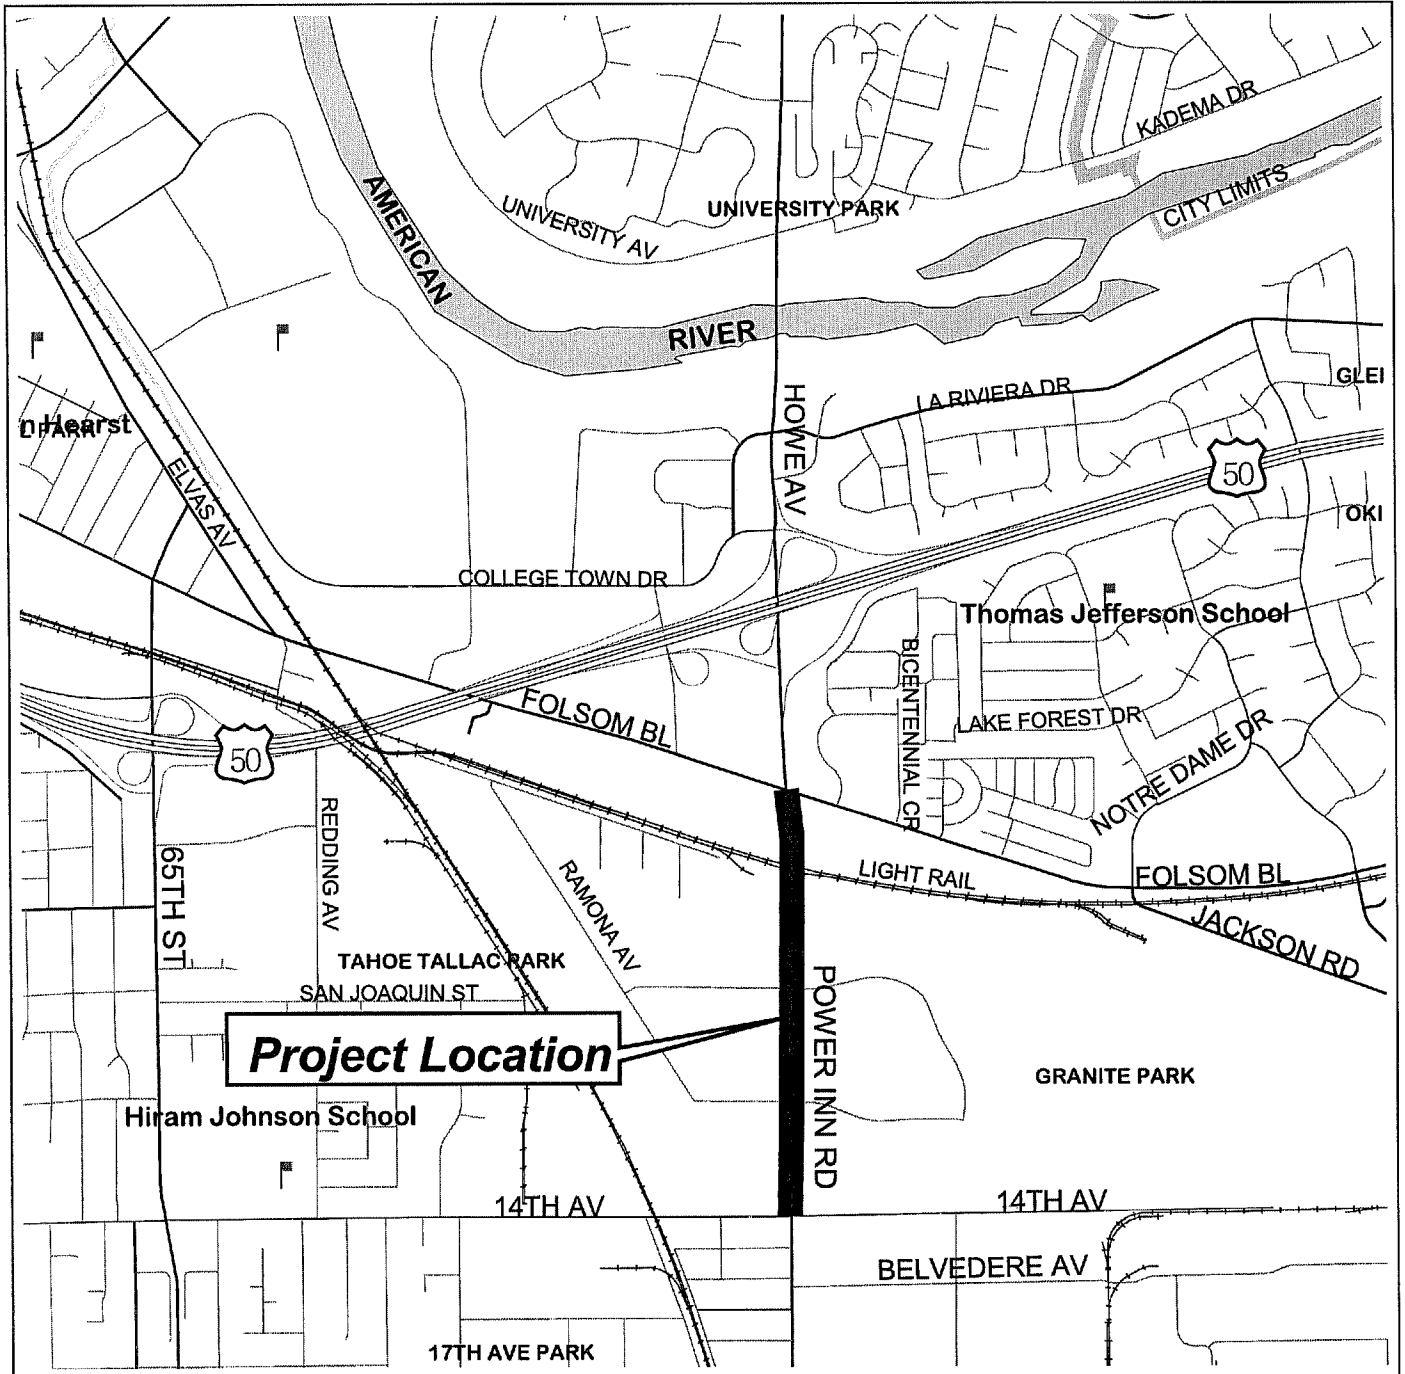 KADEMA DR
CITY LIMITS
AMERICAN
UNIVERSITY AV
UNIVERSITY PARK
RIVER
HOWE AV
LA RIVIERA DR
GLEI
n Hearst
L PARK
ELVAS AV
50
OKI
COLLEGE TOWN DR
Thomas Jefferson School
BICENTENNIAL CR
FOLSOM BL
LAKE FOREST DR
NOTRE DAME DR
50
REDDING AV
65TH ST
RAMONA AV
LIGHT RAIL
FOLSOM BL
JACKSON RD
TAHOE TALLAC PARK
SAN JOAQUIN ST
POWER INN RD
Project Location
GRANITE PARK
Hiram Johnson School
14TH AV
14TH AV
BELVEDERE AV
17TH AVE PARK